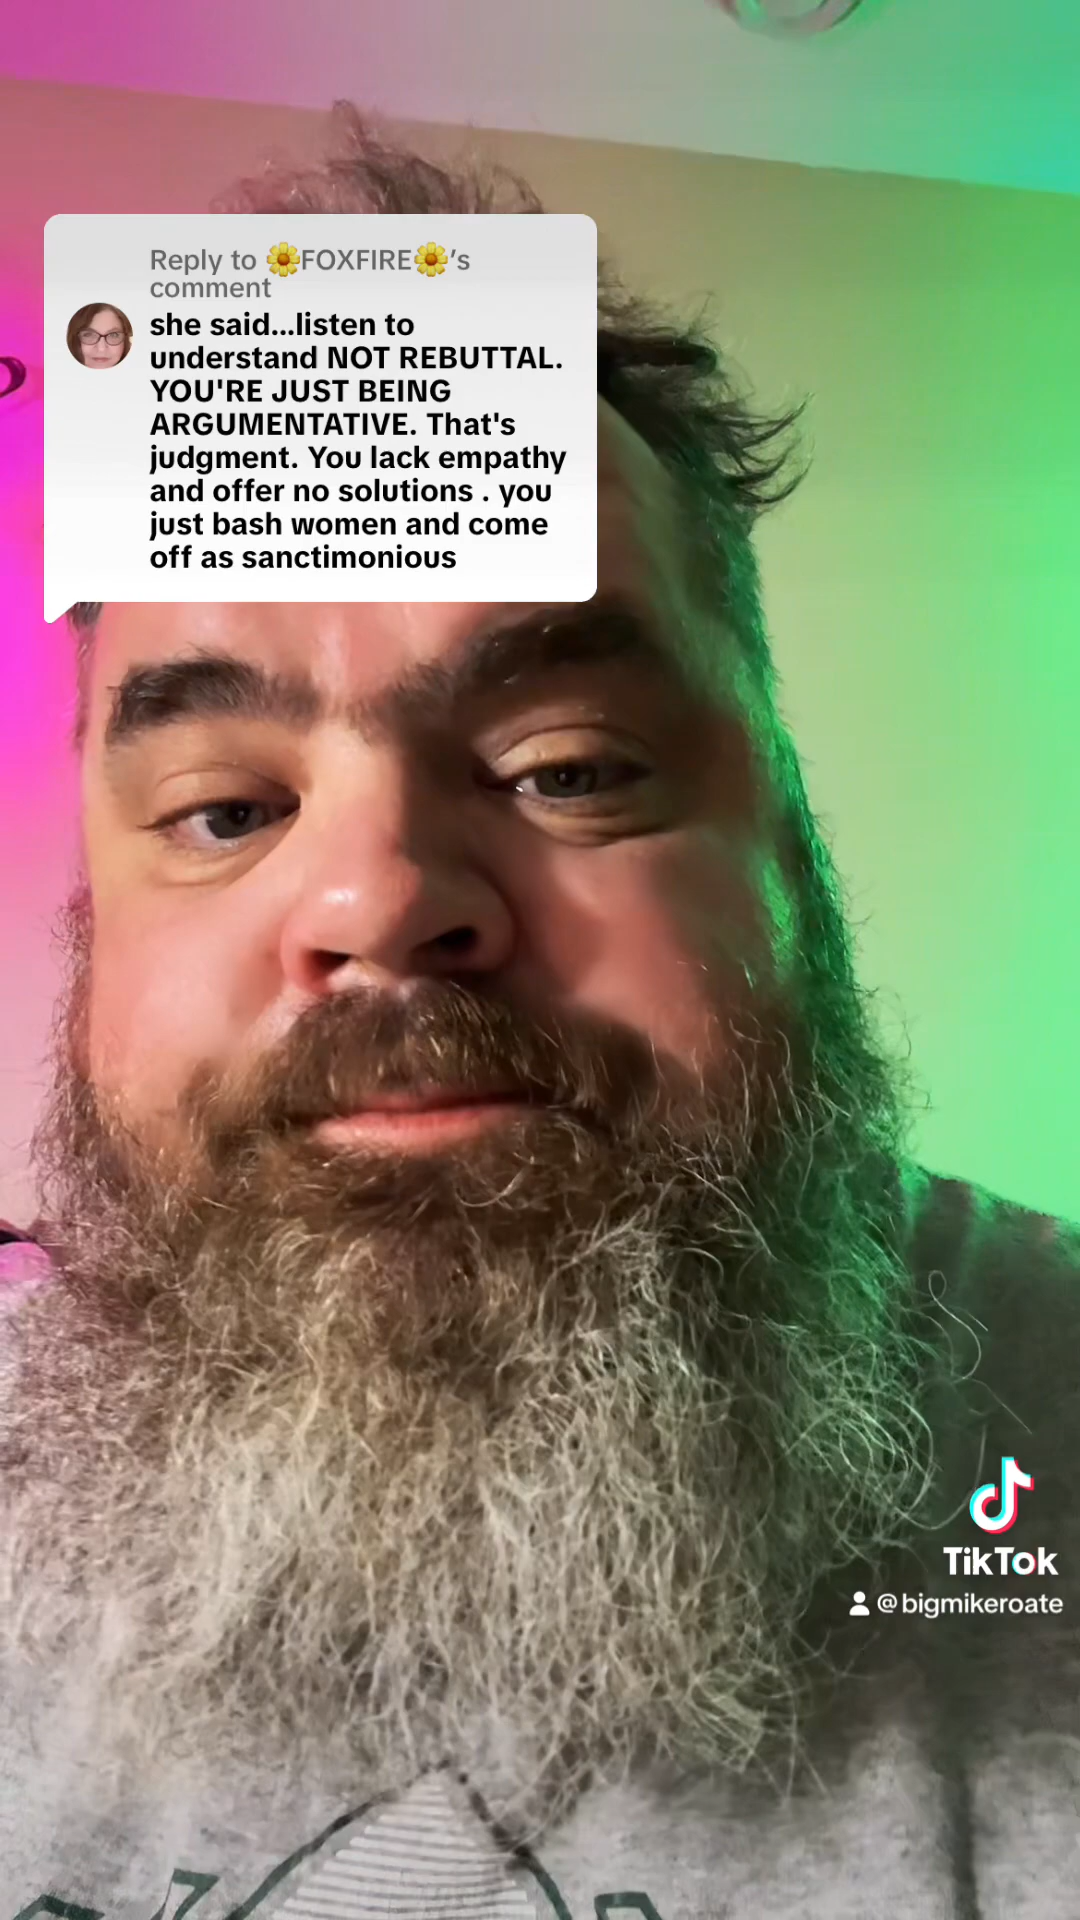 Reply to 🌼FOXFIRE🌼's
comment
she said...listen to
understand NOT REBUTTAL.
YOU'RE JUST BEING
ARGUMENTATIVE. That's
judgment. You lack empathy
and offer no solutions . you
just bash women and come
off as sanctimonious
TikTok
@bigmikeroate